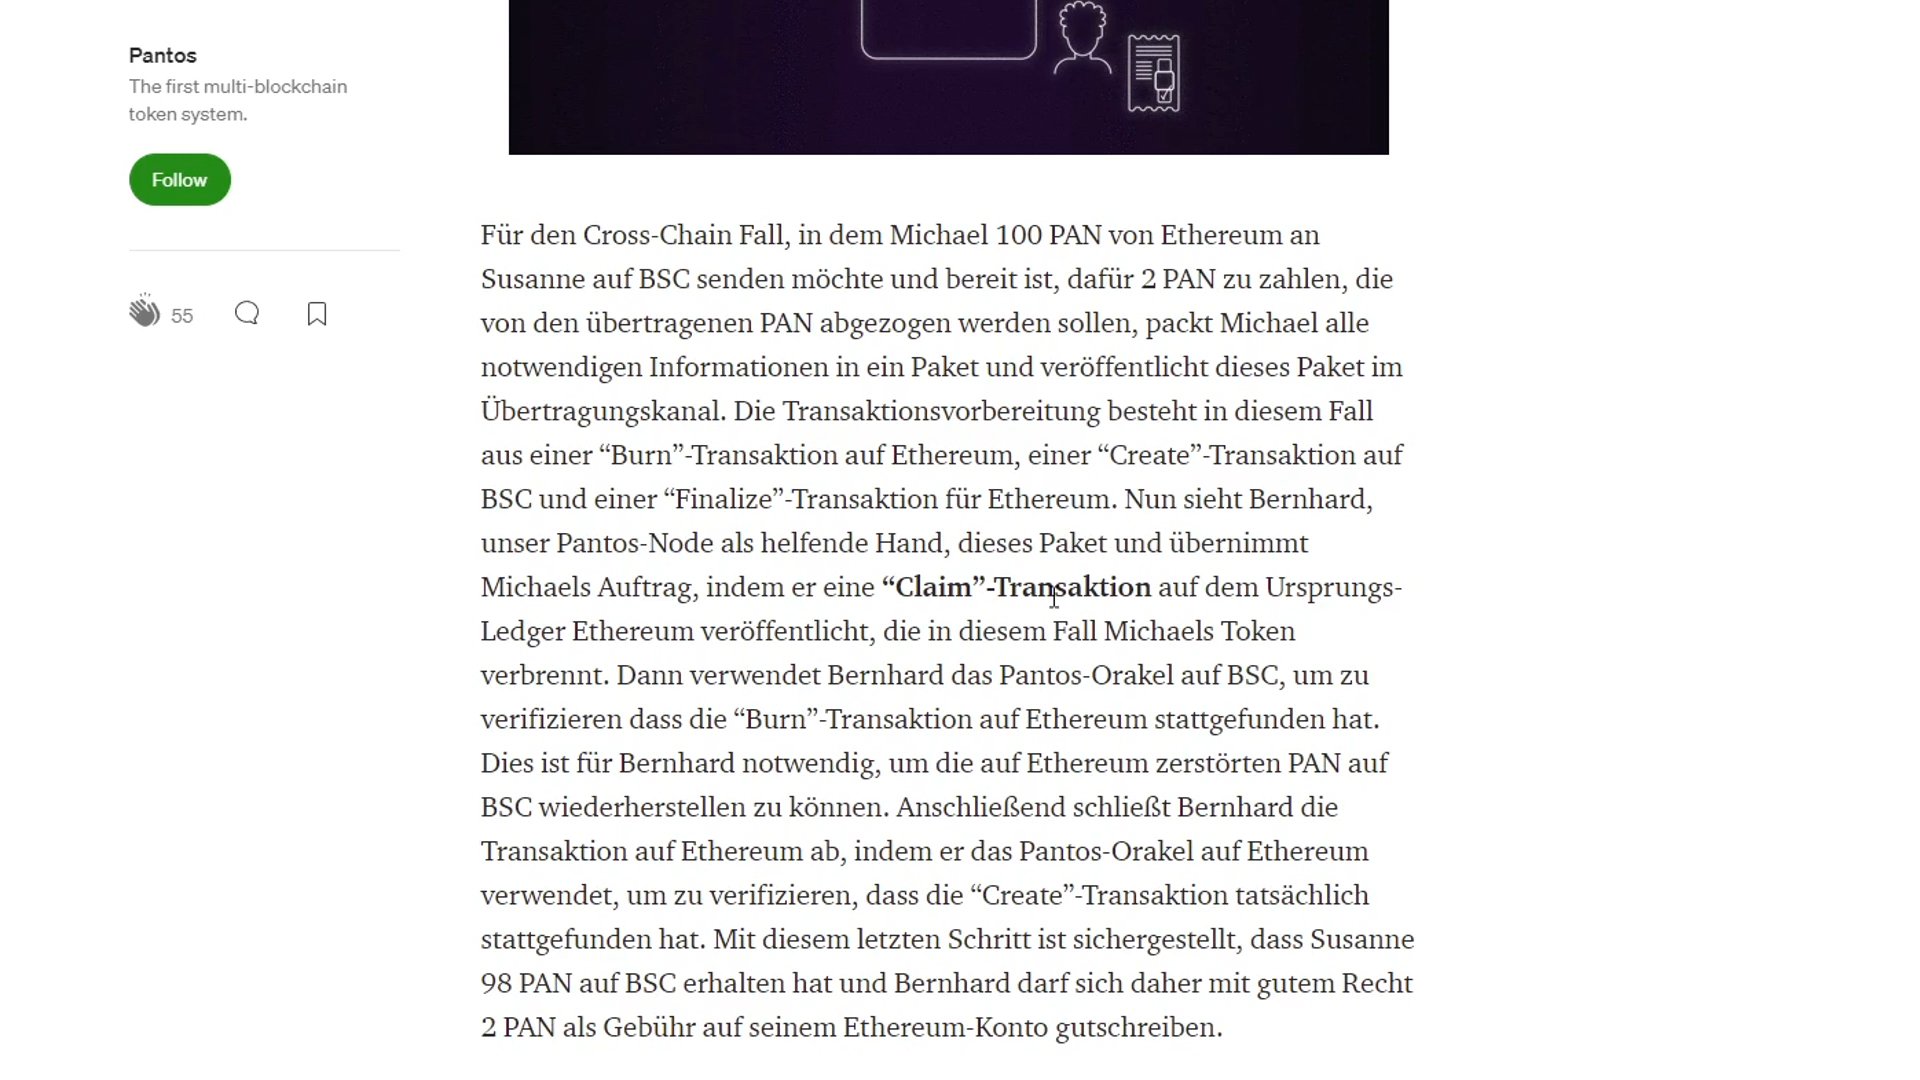 Pantos
The first multi-blockchain
token system.
Follow
55
Für den Cross-Chain Fall, in dem Michael 100 PAN von Ethereum an
Susanne auf BSC senden möchte und bereit ist, dafür 2 PAN zu zahlen, die
von den übertragenen PAN abgezogen werden sollen, packt Michael alle
notwendigen Informationen in ein Paket und veröffentlicht dieses Paket im
Übertragungskanal. Die Transaktionsvorbereitung besteht in diesem Fall
aus einer “Burn”-Transaktion auf Ethereum, einer “Create”-Transaktion auf
BSC und einer “Finalize”-Transaktion für Ethereum. Nun sieht Bernhard,
unser Pantos-Node als helfende Hand, dieses Paket und übernimmt
Michaels Auftrag, indem er eine “Claim”-Transaktion auf dem Ursprungs-
Ledger Ethereum veröffentlicht, die in diesem Fall Michaels Token
verbrennt. Dann verwendet Bernhard das Pantos-Orakel auf BSC, um zu
verifizieren dass die “Burn”-Transaktion auf Ethereum stattgefunden hat.
Dies ist für Bernhard notwendig, um die auf Ethereum zerstörten PAN auf
BSC wiederherstellen zu können. Anschließend schließt Bernhard die
Transaktion auf Ethereum ab, indem er das Pantos-Orakel auf Ethereum
verwendet, um zu verifizieren, dass die “Create”-Transaktion tatsächlich
stattgefunden hat. Mit diesem letzten Schritt ist sichergestellt, dass Susanne
98 PAN auf BSC erhalten hat und Bernhard darf sich daher mit gutem Recht
2 PAN als Gebühr auf seinem Ethereum-Konto gutschreiben.